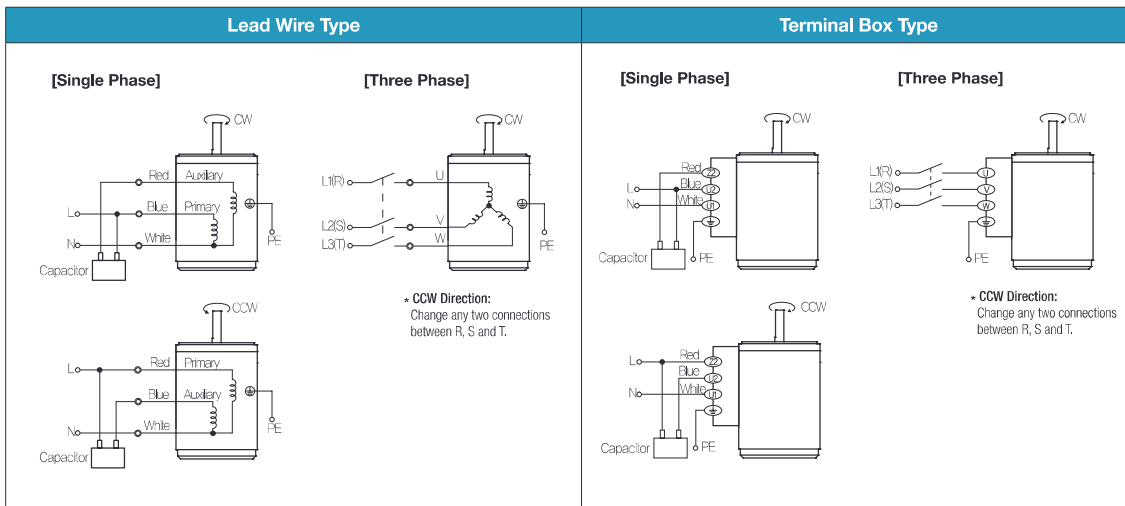 Lead Wire Type
[Single Phase]
[Three Phase]
CW
Red Auxiliary
L Blue Primary
N White
PE
Capacitor
CW
L1(R) U
L2(S) V
L3(T) W
PE
* CCW Direction:
Change any two connections
between R, S and T.
CCW
L Red Primary
Blue Auxiliary
N White
PE
Capacitor
Terminal Box Type
[Single Phase]
[Three Phase]
CW
Red Z2
L Blue U2
N White U1
Capacitor PE
CW
L1(R) U
L2(S) V
L3(T) W
PE
* CCW Direction:
Change any two connections
between R, S and T.
CCW
L Red Z2
Blue U2
N White U1
Capacitor PE